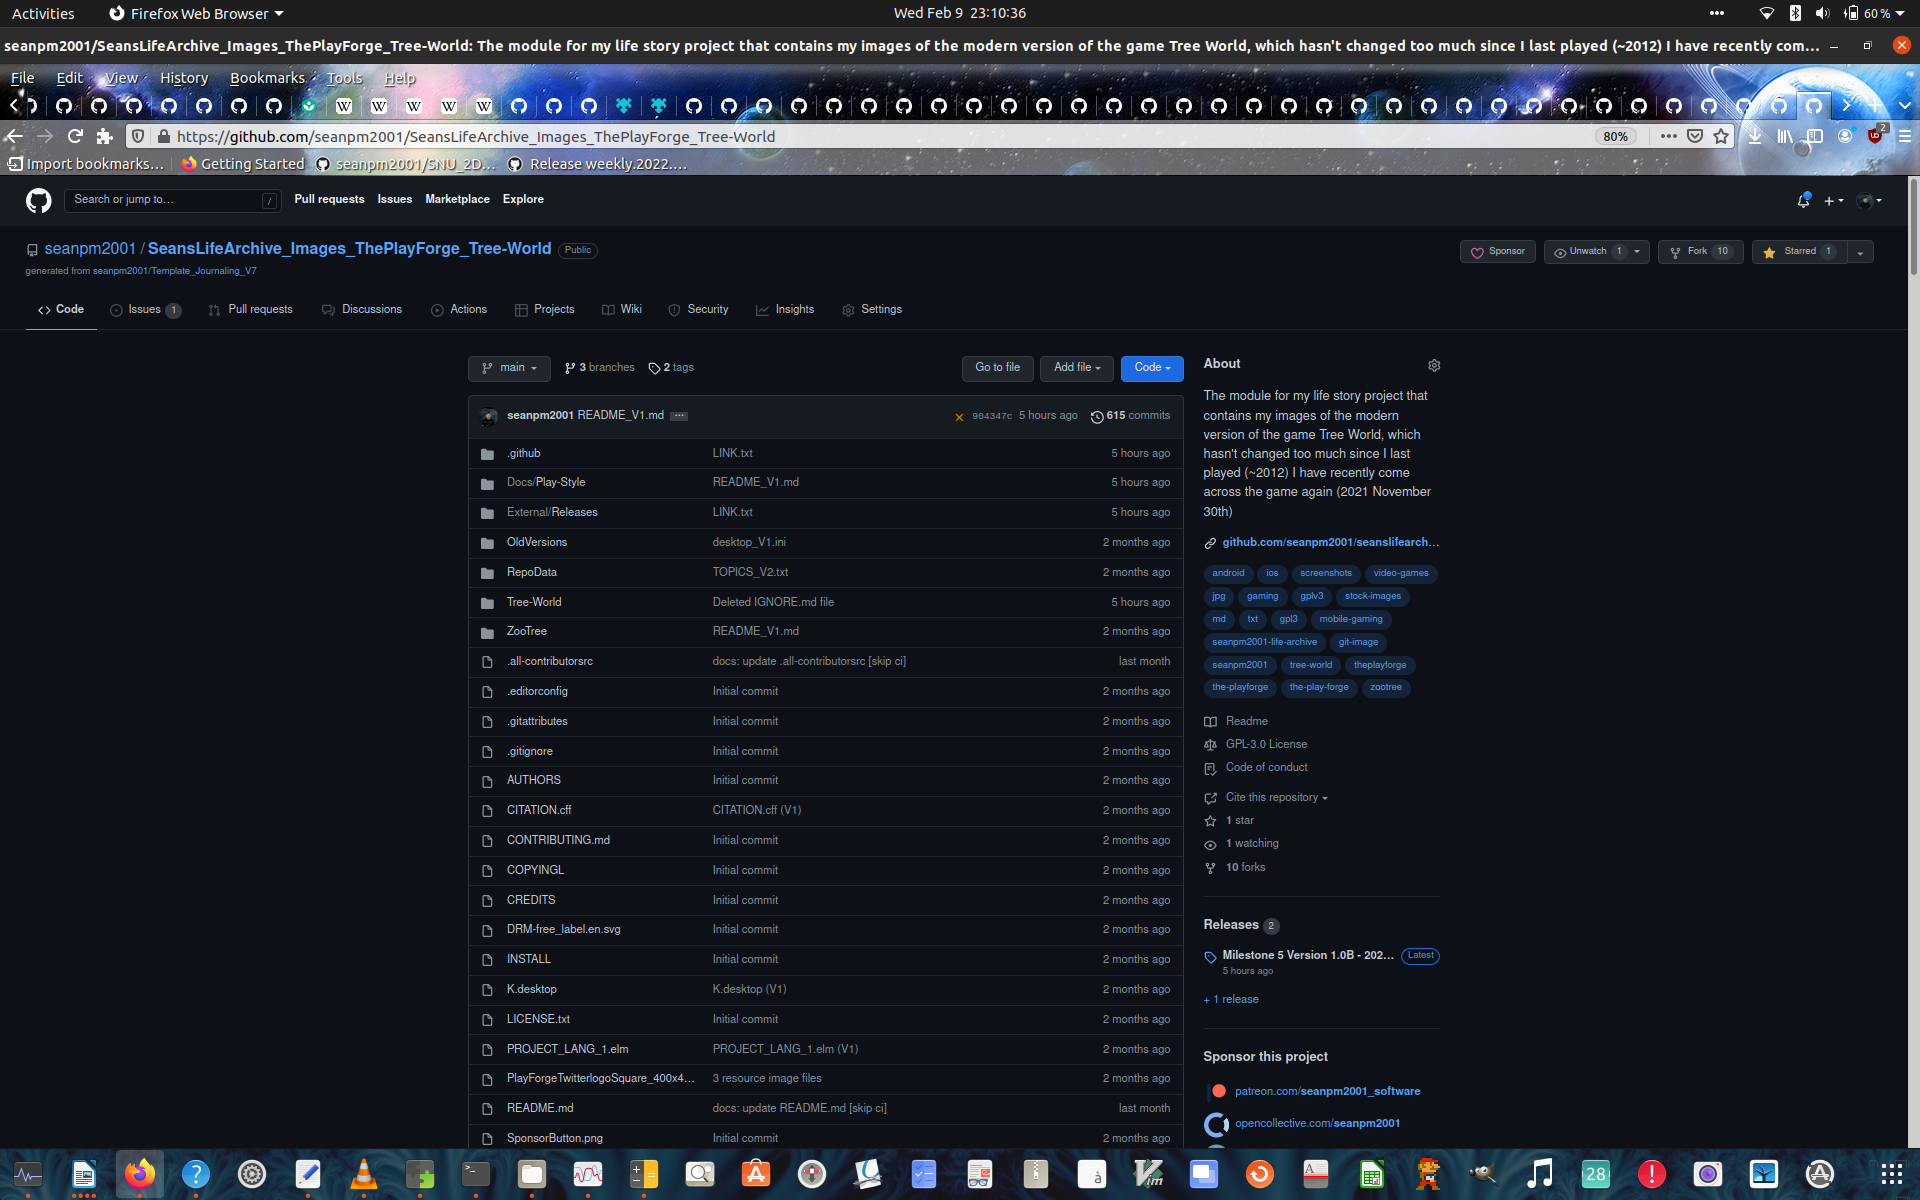 Activities
Firefox Web Browser
Wed Feb 9 23:10:36
60 %
seanpm2001/SeansLifeArchive_Images_ThePlayForge_Tree-World: The module for my life story project that contains my images of the modern version of the game Tree World, which hasn't changed too much since I last played (~2012) I have recently com…
File Edit View History Bookmarks Tools Help
https://github.com/seanpm2001/SeansLifeArchive_Images_ThePlayForge_Tree-World
80%
2
Import bookmarks…
Getting Started
seanpm2001/SNU_2D…
Release weekly.2022.…
Search or jump to…
/
Pull requests Issues Marketplace Explore
seanpm2001 / SeansLifeArchive_Images_ThePlayForge_Tree-World Public
generated from seanpm2001/Template_Journaling_V7
Sponsor
Unwatch 1
Fork 10
Starred 1
Code
Issues 1
Pull requests
Discussions
Actions
Projects
Wiki
Security
Insights
Settings
main
3 branches
2 tags
Go to file
Add file
Code
seanpm2001 README_V1.md ... 904347c 5 hours ago 615 commits
.github LINK.txt 5 hours ago
Docs/Play-Style README_V1.md 5 hours ago
External/Releases LINK.txt 5 hours ago
OldVersions desktop_V1.ini 2 months ago
RepoData TOPICS_V2.txt 2 months ago
Tree-World Deleted IGNORE.md file 5 hours ago
ZooTree README_V1.md 2 months ago
.all-contributorsrc docs: update .all-contributorsrc [skip ci] last month
.editorconfig Initial commit 2 months ago
.gitattributes Initial commit 2 months ago
.gitignore Initial commit 2 months ago
AUTHORS Initial commit 2 months ago
CITATION.cff CITATION.cff (V1) 2 months ago
CONTRIBUTING.md Initial commit 2 months ago
COPYINGL Initial commit 2 months ago
CREDITS Initial commit 2 months ago
DRM-free_label.en.svg Initial commit 2 months ago
INSTALL Initial commit 2 months ago
K.desktop K.desktop (V1) 2 months ago
LICENSE.txt Initial commit 2 months ago
PROJECT_LANG_1.elm PROJECT_LANG_1.elm (V1) 2 months ago
PlayForgeTwitterlogoSquare_400x4… 3 resource image files 2 months ago
README.md docs: update README.md [skip ci] last month
SponsorButton.png Initial commit 2 months ago
About
The module for my life story project that
contains my images of the modern
version of the game Tree World, which
hasn't changed too much since I last
played (~2012) I have recently come
across the game again (2021 November
30th)
github.com/seanpm2001/seanslifearch…
android ios screenshots video-games
jpg gaming gplv3 stock-images
md txt gpl3 mobile-gaming
seanpm2001-life-archive git-image
seanpm2001 tree-world theplayforge
the-playforge the-play-forge zootree
Readme
GPL-3.0 License
Code of conduct
Cite this repository
1 star
1 watching
10 forks
Releases 2
Milestone 5 Version 1.0B - 202… Latest
5 hours ago
+ 1 release
Sponsor this project
patreon.com/seanpm2001_software
opencollective.com/seanpm2001
28